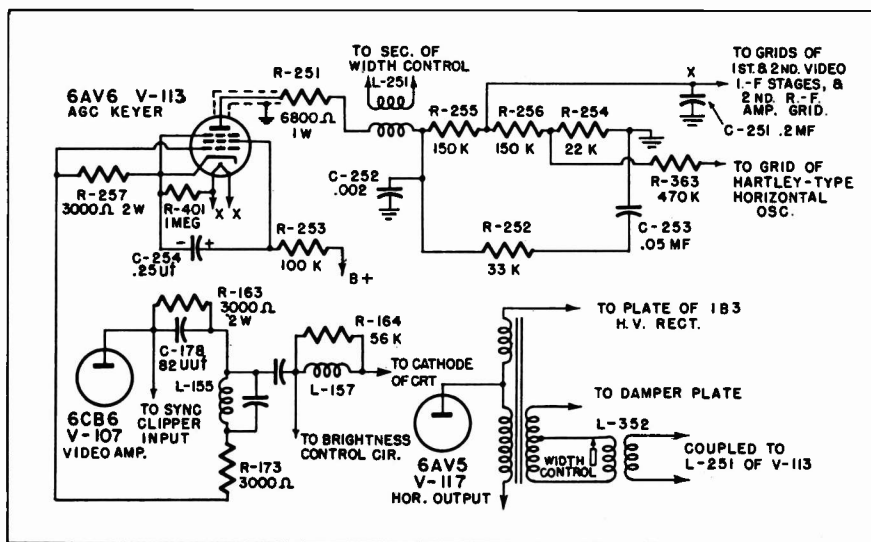 TO SEC. OF
WIDTH CONTROL
L-251
R-251
6800Ω
1W
6AV6 V-113
AGC KEYER
X
TO GRIDS OF
1ST. & 2ND. VIDEO
I.-F STAGES, &
2ND. R.-F.
AMP. GRID.
C-251 .2 MF
R-255
150 K
R-256
150 K
R-254
22 K
R-257
3000Ω 2W
R-401
1 MEG
X X
C-252
.002
TO GRID OF
HARTLEY-TYPE
HORIZONTAL
OSC.
R-363
470 K
C-253
.05 MF
- +
C-254
.25Uf
R-253
100 K
B+
R-252
33 K
R-163
3000Ω
2W
C-178
82UUf
L-155
6CB6
V-107
VIDEO AMP.
TO SYNC
CLIPPER
INPUT
R-173
3000Ω
R-164
56 K
L-157
TO CATHODE
OF CRT
TO BRIGHTNESS
CONTROL CIR.
TO PLATE OF 1B3
H.V. RECT.
TO DAMPER PLATE
L-352
WIDTH
CONTROL
COUPLED TO
L-251 OF V-113
6AV5
V-117
HOR. OUTPUT